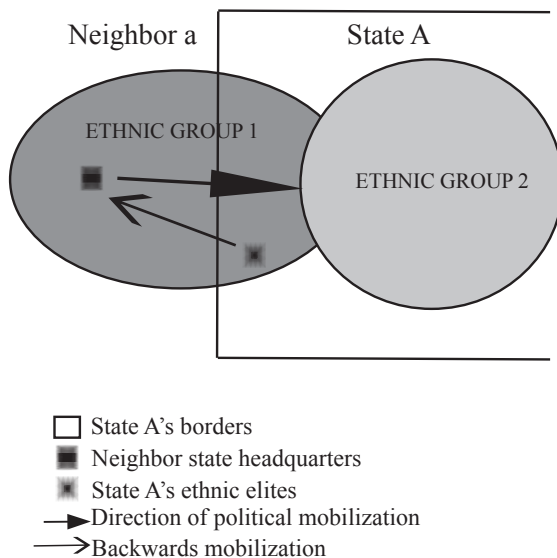 Neighbor a State A
ETHNIC GROUP 1
ETHNIC GROUP 2
State A's borders
Neighbor state headquarters
State A's ethnic elites
Direction of political mobilization
Backwards mobilization